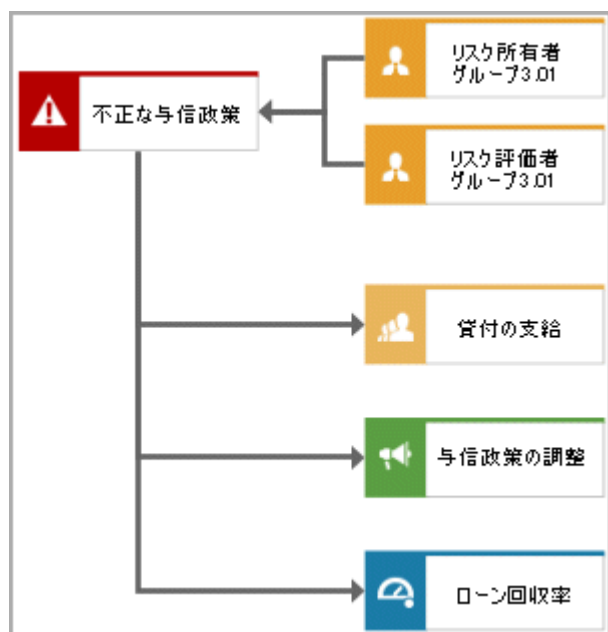 リスク所有者
グループ3.01
不正な与信政策
リスク評価者
グループ3.01
貸付の支給
与信政策の調整
ローン回収率